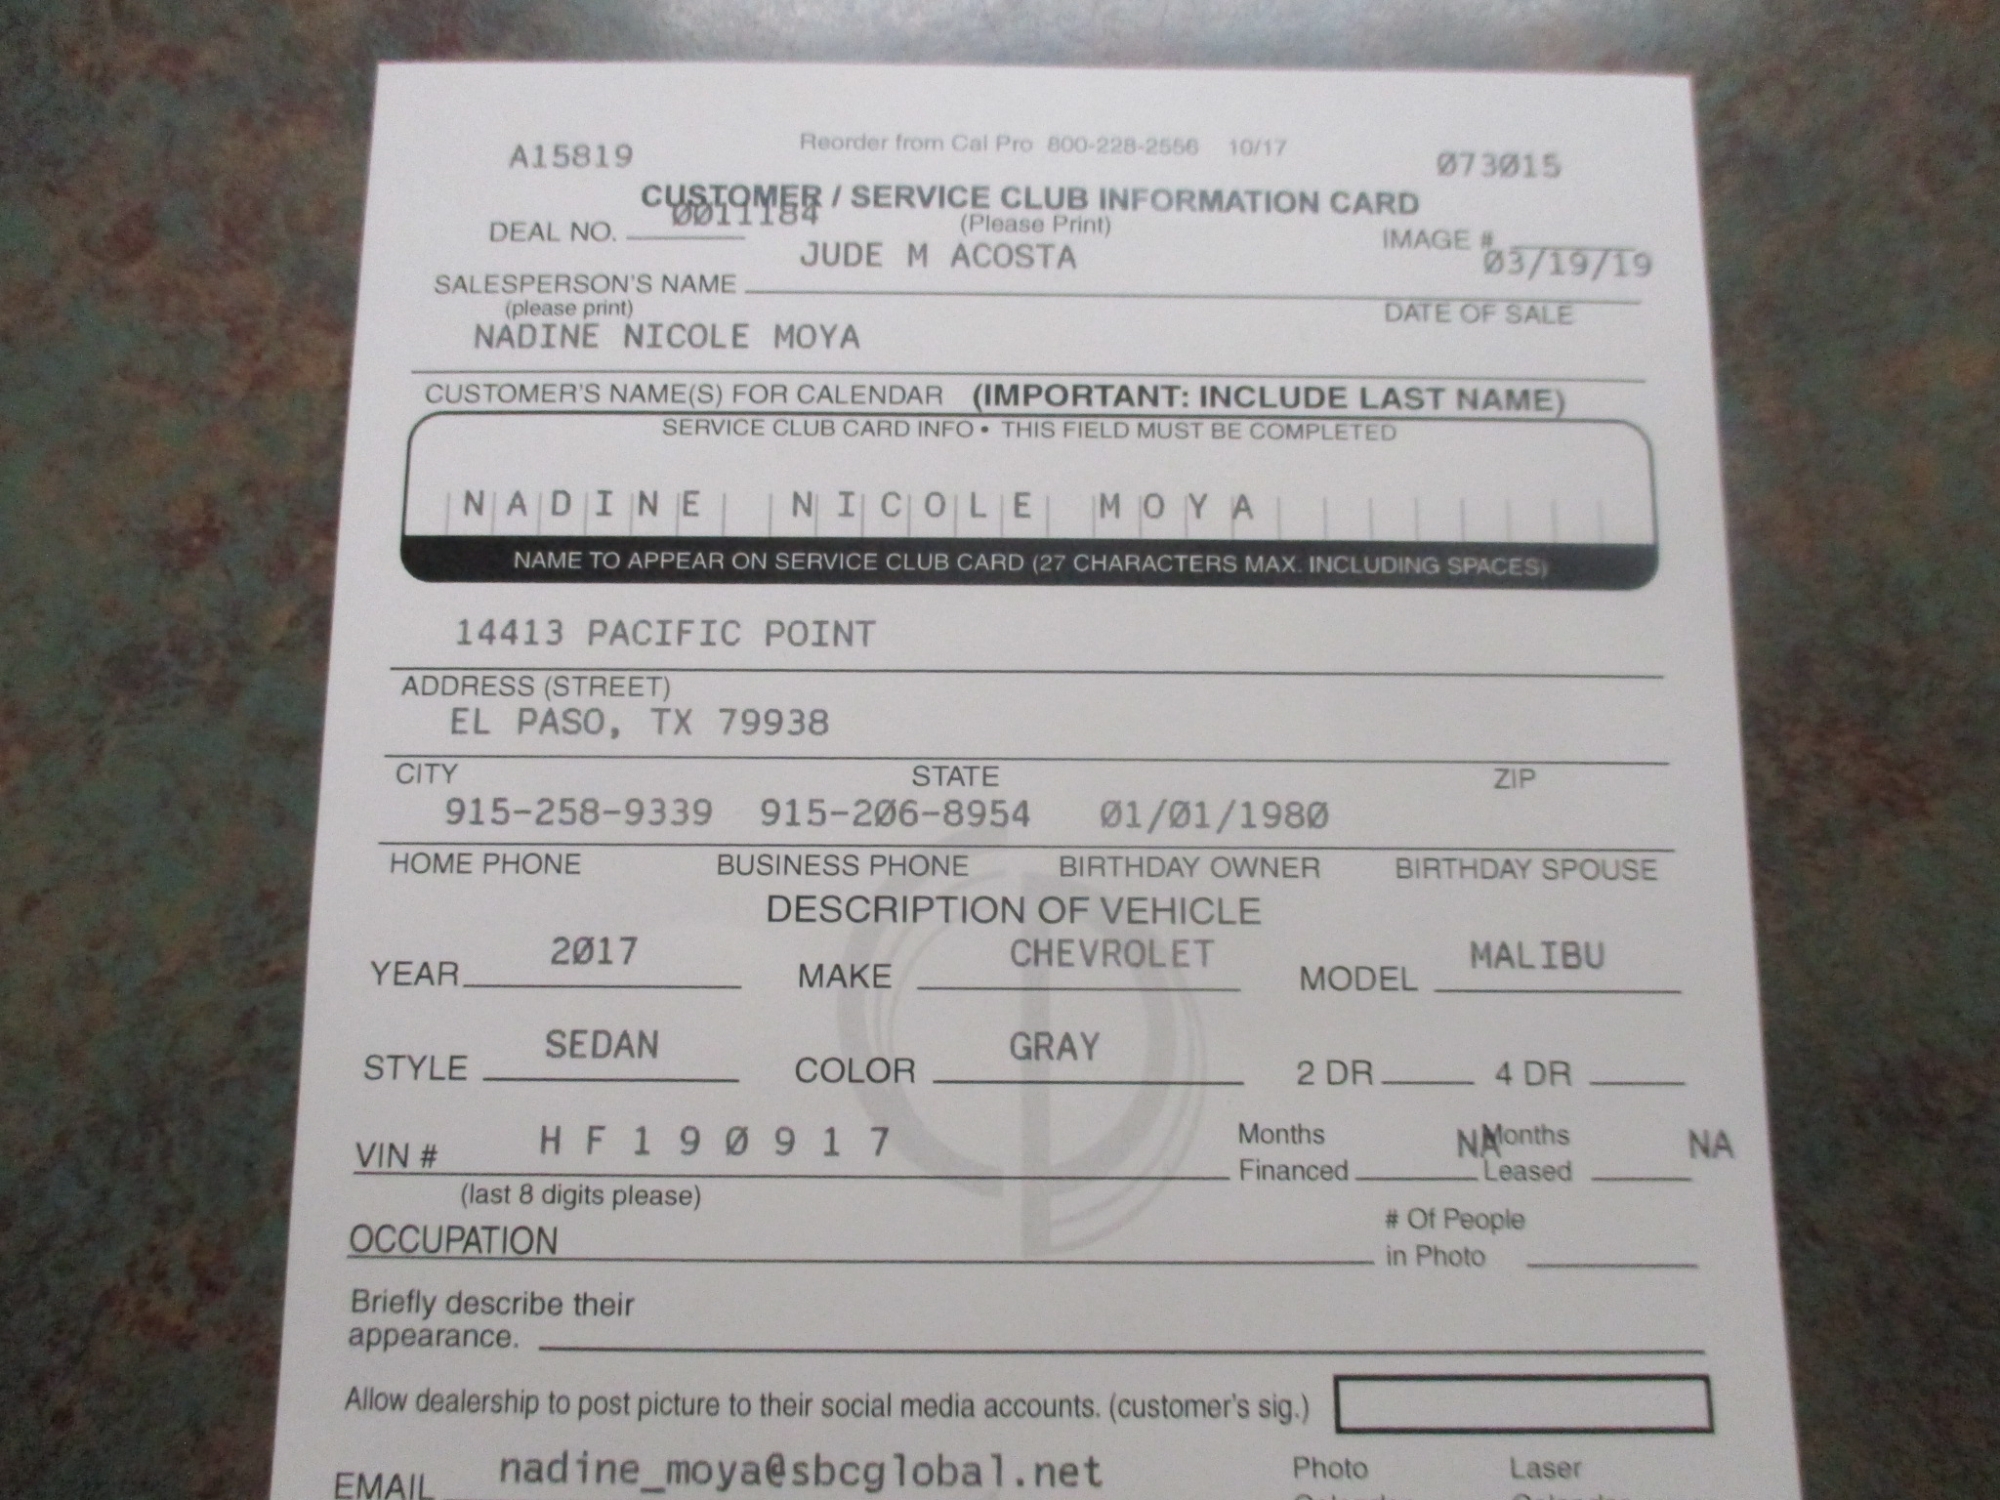 Reorder from Cal Pro 800-228-2556 10/17
A15819 073015
CUSTOMER / SERVICE CLUB INFORMATION CARD
DEAL NO. 0011184 (Please Print) IMAGE #
JUDE M ACOSTA 03/19/19
SALESPERSON'S NAME
(please print) DATE OF SALE
NADINE NICOLE MOYA
CUSTOMER'S NAME(S) FOR CALENDAR (IMPORTANT: INCLUDE LAST NAME)
SERVICE CLUB CARD INFO • THIS FIELD MUST BE COMPLETED
NADINE NICOLE MOYA
NAME TO APPEAR ON SERVICE CLUB CARD (27 CHARACTERS MAX. INCLUDING SPACES)
14413 PACIFIC POINT
ADDRESS (STREET)
EL PASO, TX 79938
CITY STATE ZIP
915-258-9339 915-206-8954 01/01/1980
HOME PHONE BUSINESS PHONE BIRTHDAY OWNER BIRTHDAY SPOUSE
DESCRIPTION OF VEHICLE
YEAR 2017 MAKE CHEVROLET MODEL MALIBU
STYLE SEDAN COLOR GRAY 2 DR 4 DR
VIN # HF190917 Months NA Months NA
Financed Leased
(last 8 digits please)
OCCUPATION # Of People
in Photo
Briefly describe their
appearance.
Allow dealership to post picture to their social media accounts. (customer's sig.)
EMAIL nadine_moya@sbcglobal.net Photo Laser